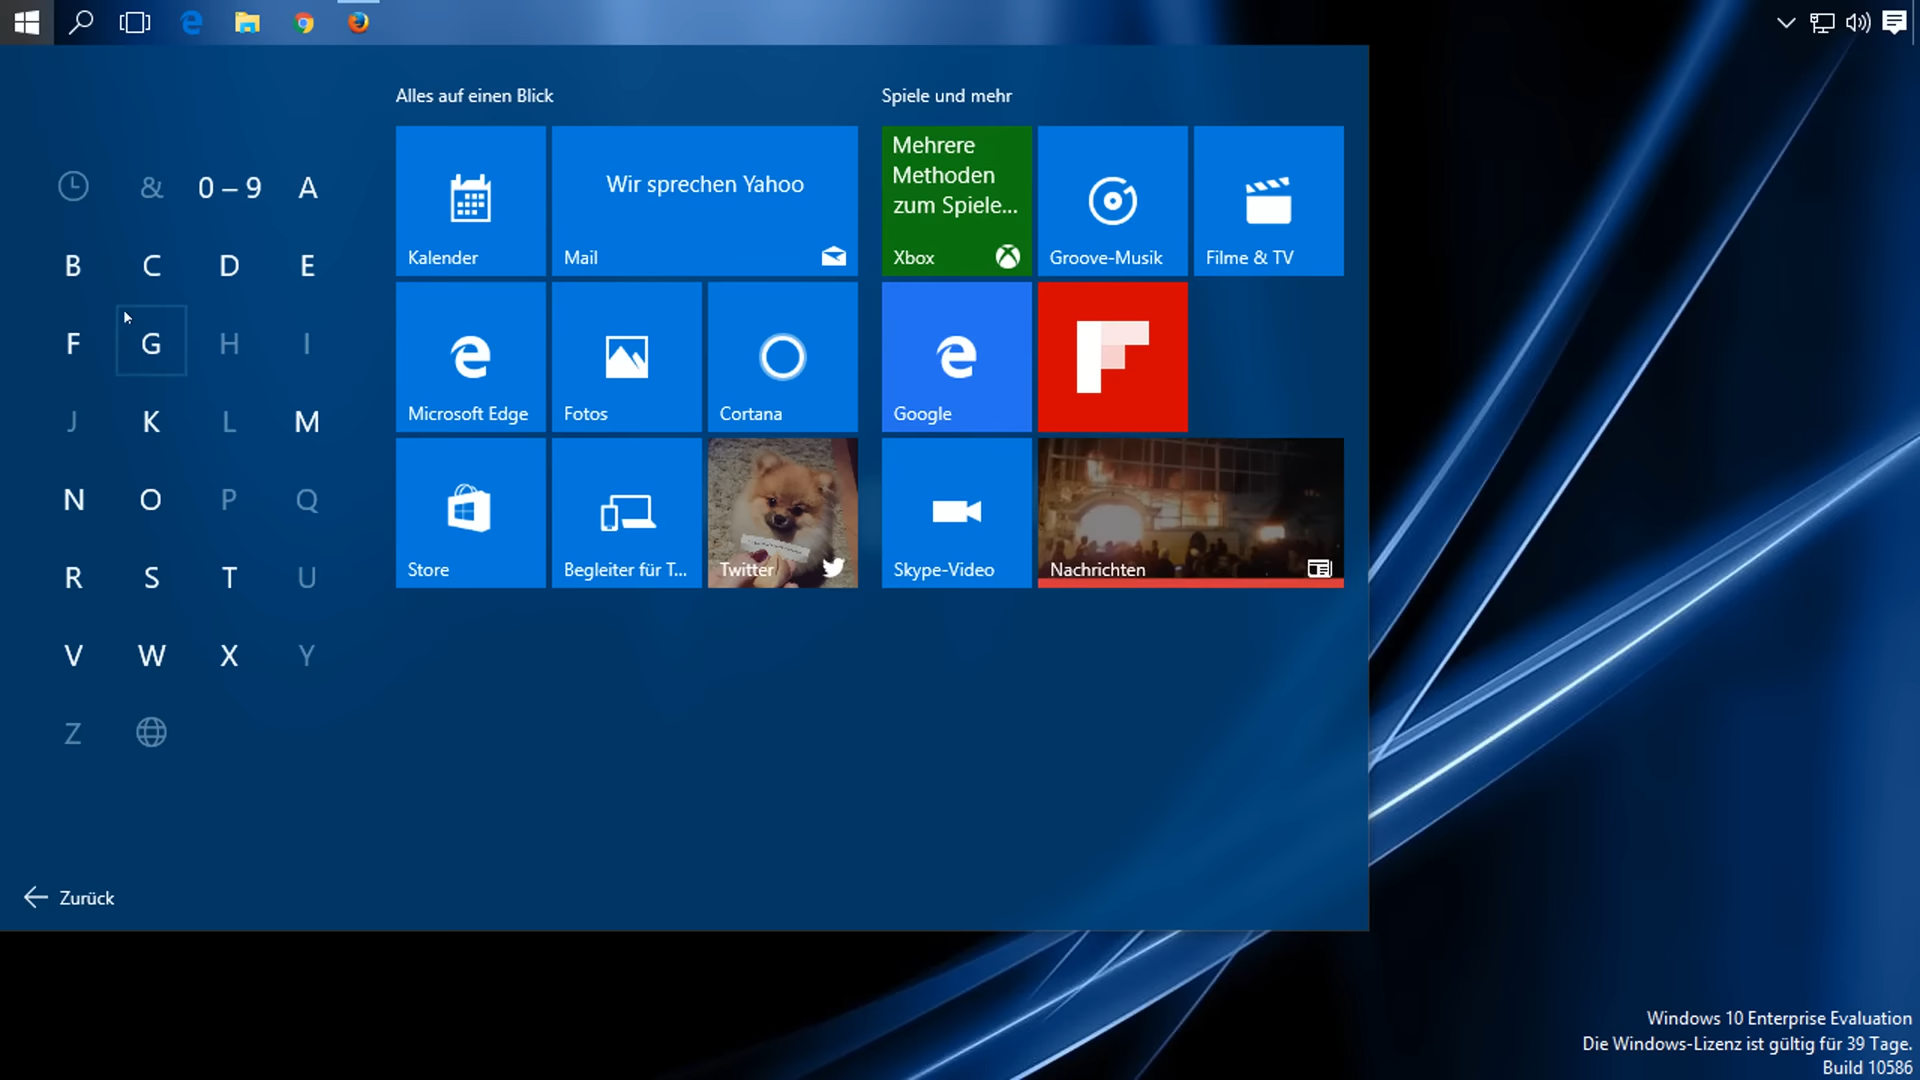 Alles auf einen Blick
Spiele und mehr
& 0 – 9 A
B C D E
F G H I
J K L M
N O P Q
R S T U
V W X Y
Z
Kalender
Wir sprechen Yahoo
Mail
Mehrere
Methoden
zum Spiele...
Xbox
Groove-Musik
Filme & TV
Microsoft Edge
Fotos
Cortana
Google
Store
Begleiter für T...
Twitter
Skype-Video
Nachrichten
Zurück
Windows 10 Enterprise Evaluation
Die Windows-Lizenz ist gültig für 39 Tage.
Build 10586